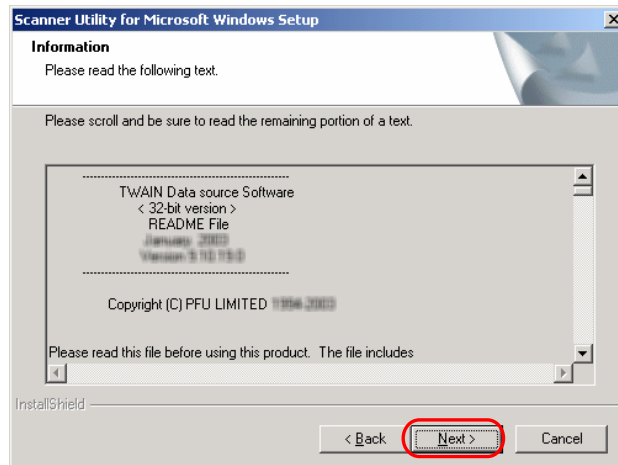 Scanner Utility for Microsoft Windows Setup
Information
Please read the following text.
Please scroll and be sure to read the remaining portion of a text.
------------------------------------------------------------
TWAIN Data source Software
< 32-bit version >
README File
------------------------------------------------------------
Copyright (C) PFU LIMITED
Please read this file before using this product. The file includes
InstallShield
< Back
Next >
Cancel